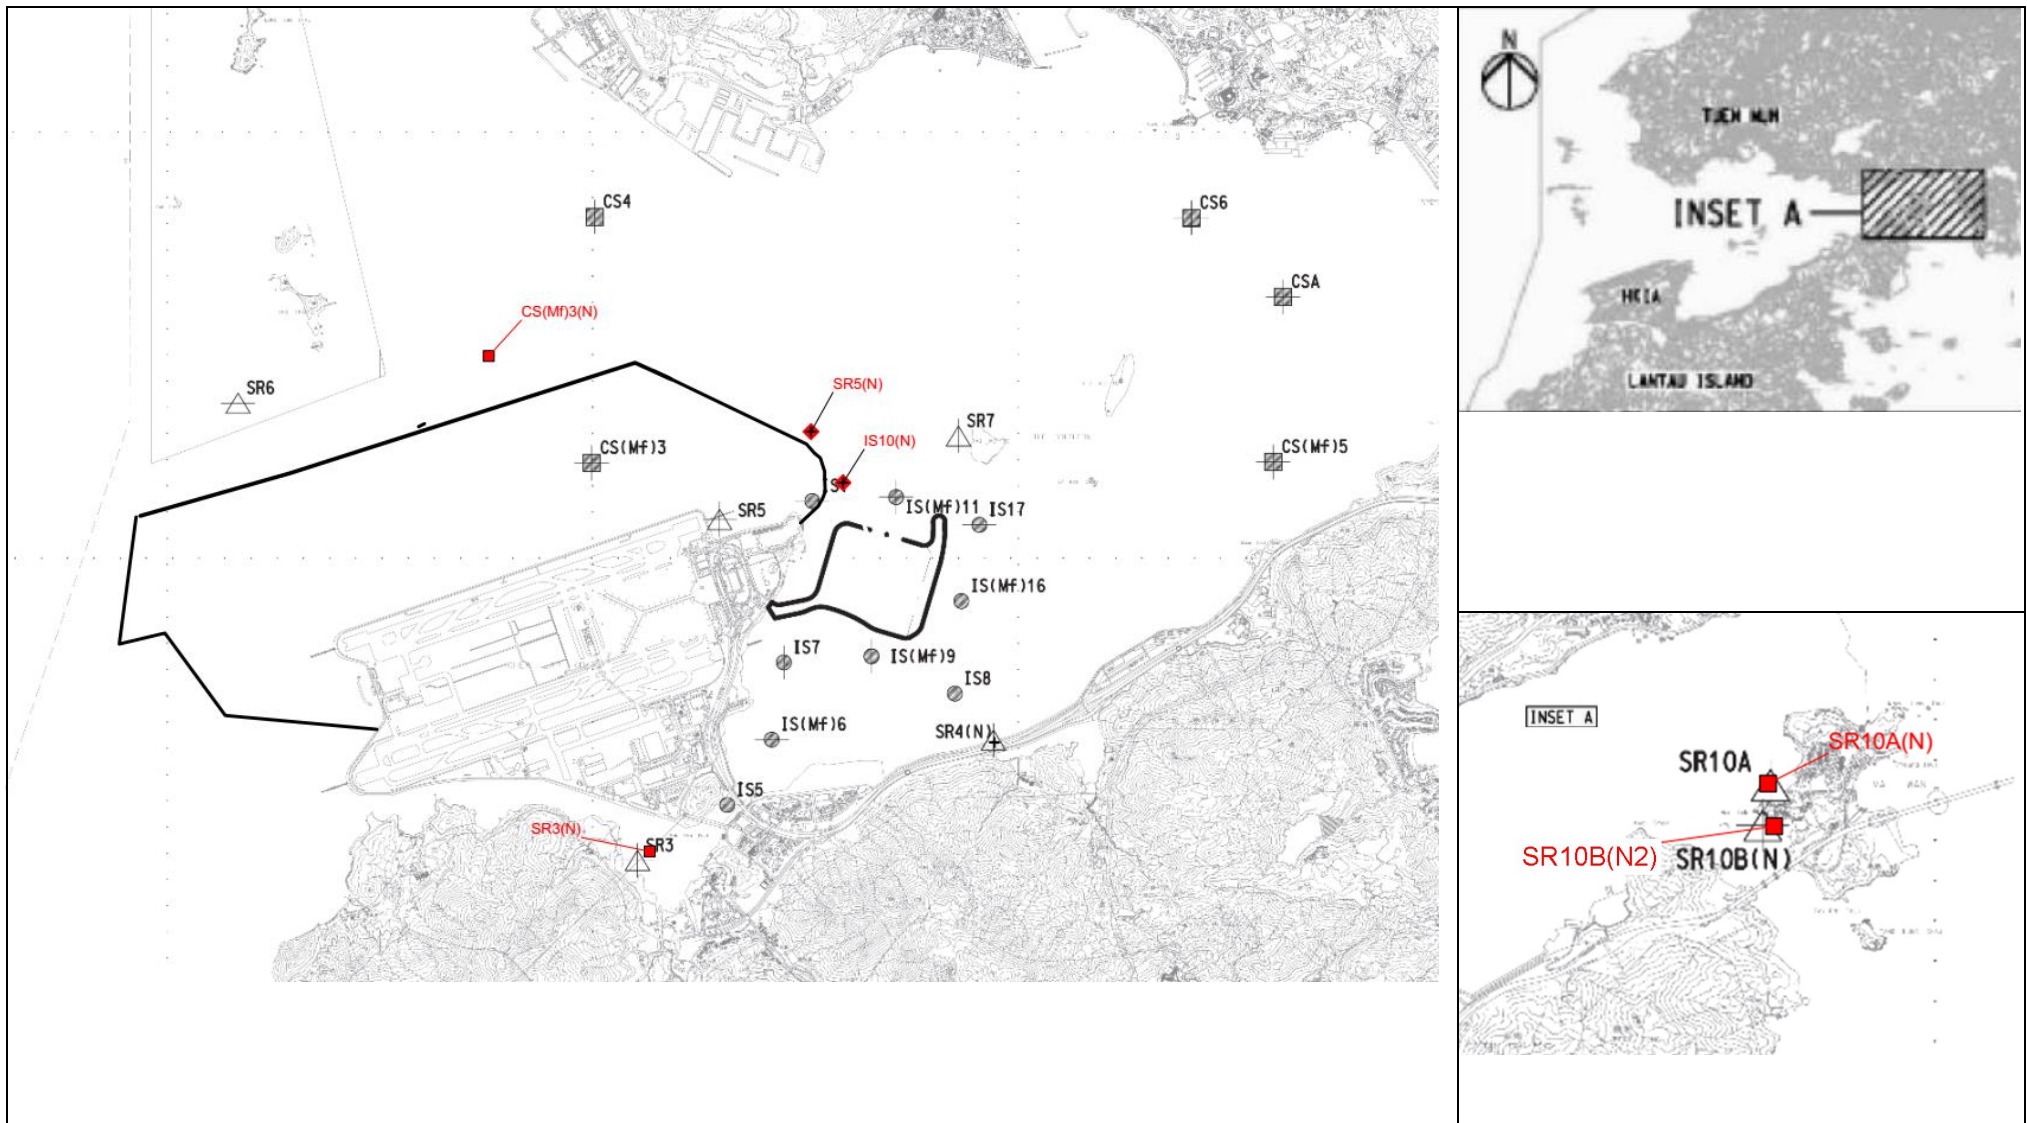 CS4
CS6
CSA
CS(Mf)3(N)
SR6
SR5(N)
SR7
IS10(N)
CS(Mf)3
CS(Mf)5
SR5
IS(Mf)11
IS17
IS(Mf)16
IS7
IS(Mf)9
IS8
IS(Mf)6
SR4(N)
IS5
SR3(N)
SR3
N
TUEN MUN
INSET A
HKIA
LANTAU ISLAND
INSET A
SR10A(N)
SR10A
SR10B(N2)
SR10B(N)